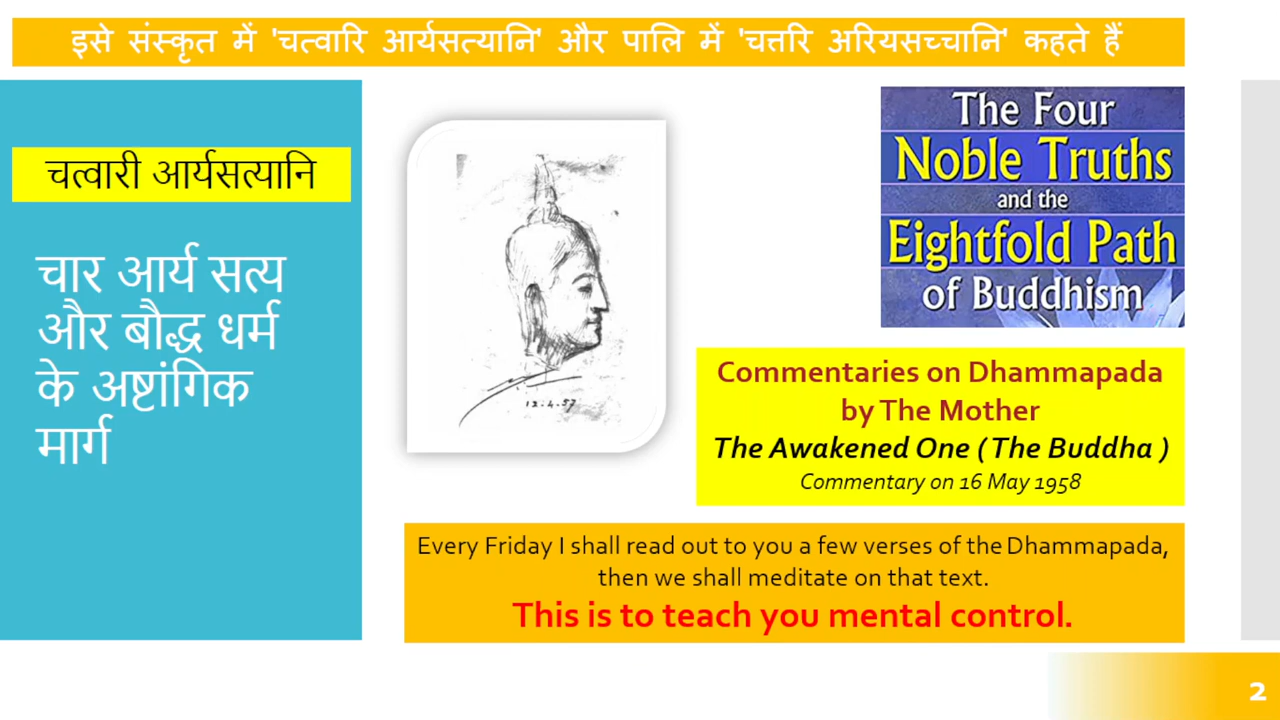 इसे संस्कृत में 'चत्वारि आर्यसत्यानि' और पालि में 'चत्तरि अरियसच्चानि' कहते हैं
चत्वारी आर्यसत्यानि
चार आर्य सत्य
और बौद्ध धर्म
के अष्टांगिक
मार्ग
12.4.57
The Four
Noble Truths
and the
Eightfold Path
of Buddhism
Commentaries on Dhammapada
by The Mother
The Awakened One ( The Buddha )
Commentary on 16 May 1958
Every Friday I shall read out to you a few verses of the Dhammapada,
then we shall meditate on that text.
This is to teach you mental control.
2